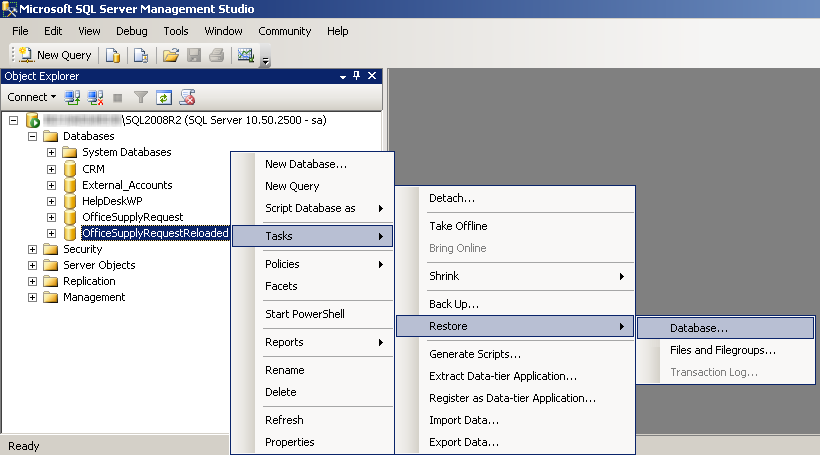 Microsoft SQL Server Management Studio
File Edit View Debug Tools Window Community Help
New Query
Object Explorer
Connect
\SQL2008R2 (SQL Server 10.50.2500 - sa)
Databases
System Databases
CRM
External_Accounts
HelpDeskWP
OfficeSupplyRequest
OfficeSupplyRequestReloaded
Security
Server Objects
Replication
Management
New Database...
New Query
Script Database as
Tasks
Policies
Facets
Start PowerShell
Reports
Rename
Delete
Refresh
Properties
Detach...
Take Offline
Bring Online
Shrink
Back Up...
Restore
Generate Scripts...
Extract Data-tier Application...
Register as Data-tier Application...
Import Data...
Export Data...
Database...
Files and Filegroups...
Transaction Log...
Ready